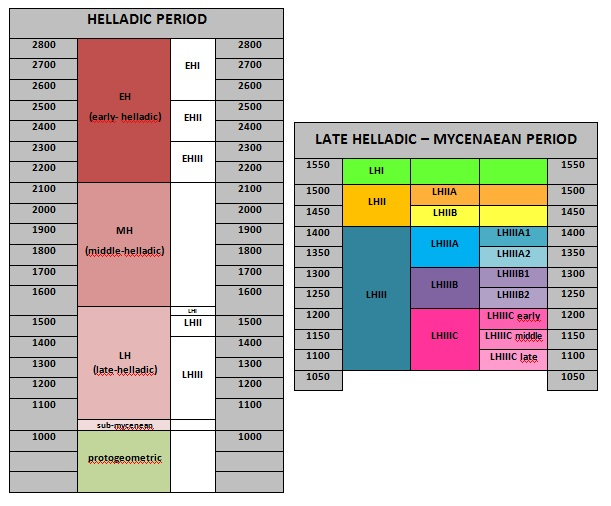 HELLADIC PERIOD
2800 2800
2700 EHI 2700
2600 2600
EH
(early- helladic)
2500 EHII 2500
2400 2400
2300 EHIII 2300
2200 2200
2100 2100
2000 2000
1900 1900
MH
(middle-helladic)
1800 1800
1700 1700
1600 1600
LHI
1500 LHII 1500
1400 1400
LH
(late-helladic)
1300 LHIII 1300
1200 1200
1100 1100
sub-mycenean
1000 1000
protogeometric
LATE HELLADIC – MYCENAEAN PERIOD
1550 LHI 1550
1500 LHII LHIIA 1500
1450 LHIIB 1450
1400 LHIIIA LHIIIA1 1400
1350 LHIIIA2 1350
1300 LHIII LHIIIB LHIIIB1 1300
1250 LHIIIB2 1250
1200 LHIIIC early 1200
1150 LHIIIC LHIIIC middle 1150
1100 LHIIIC late 1100
1050 1050